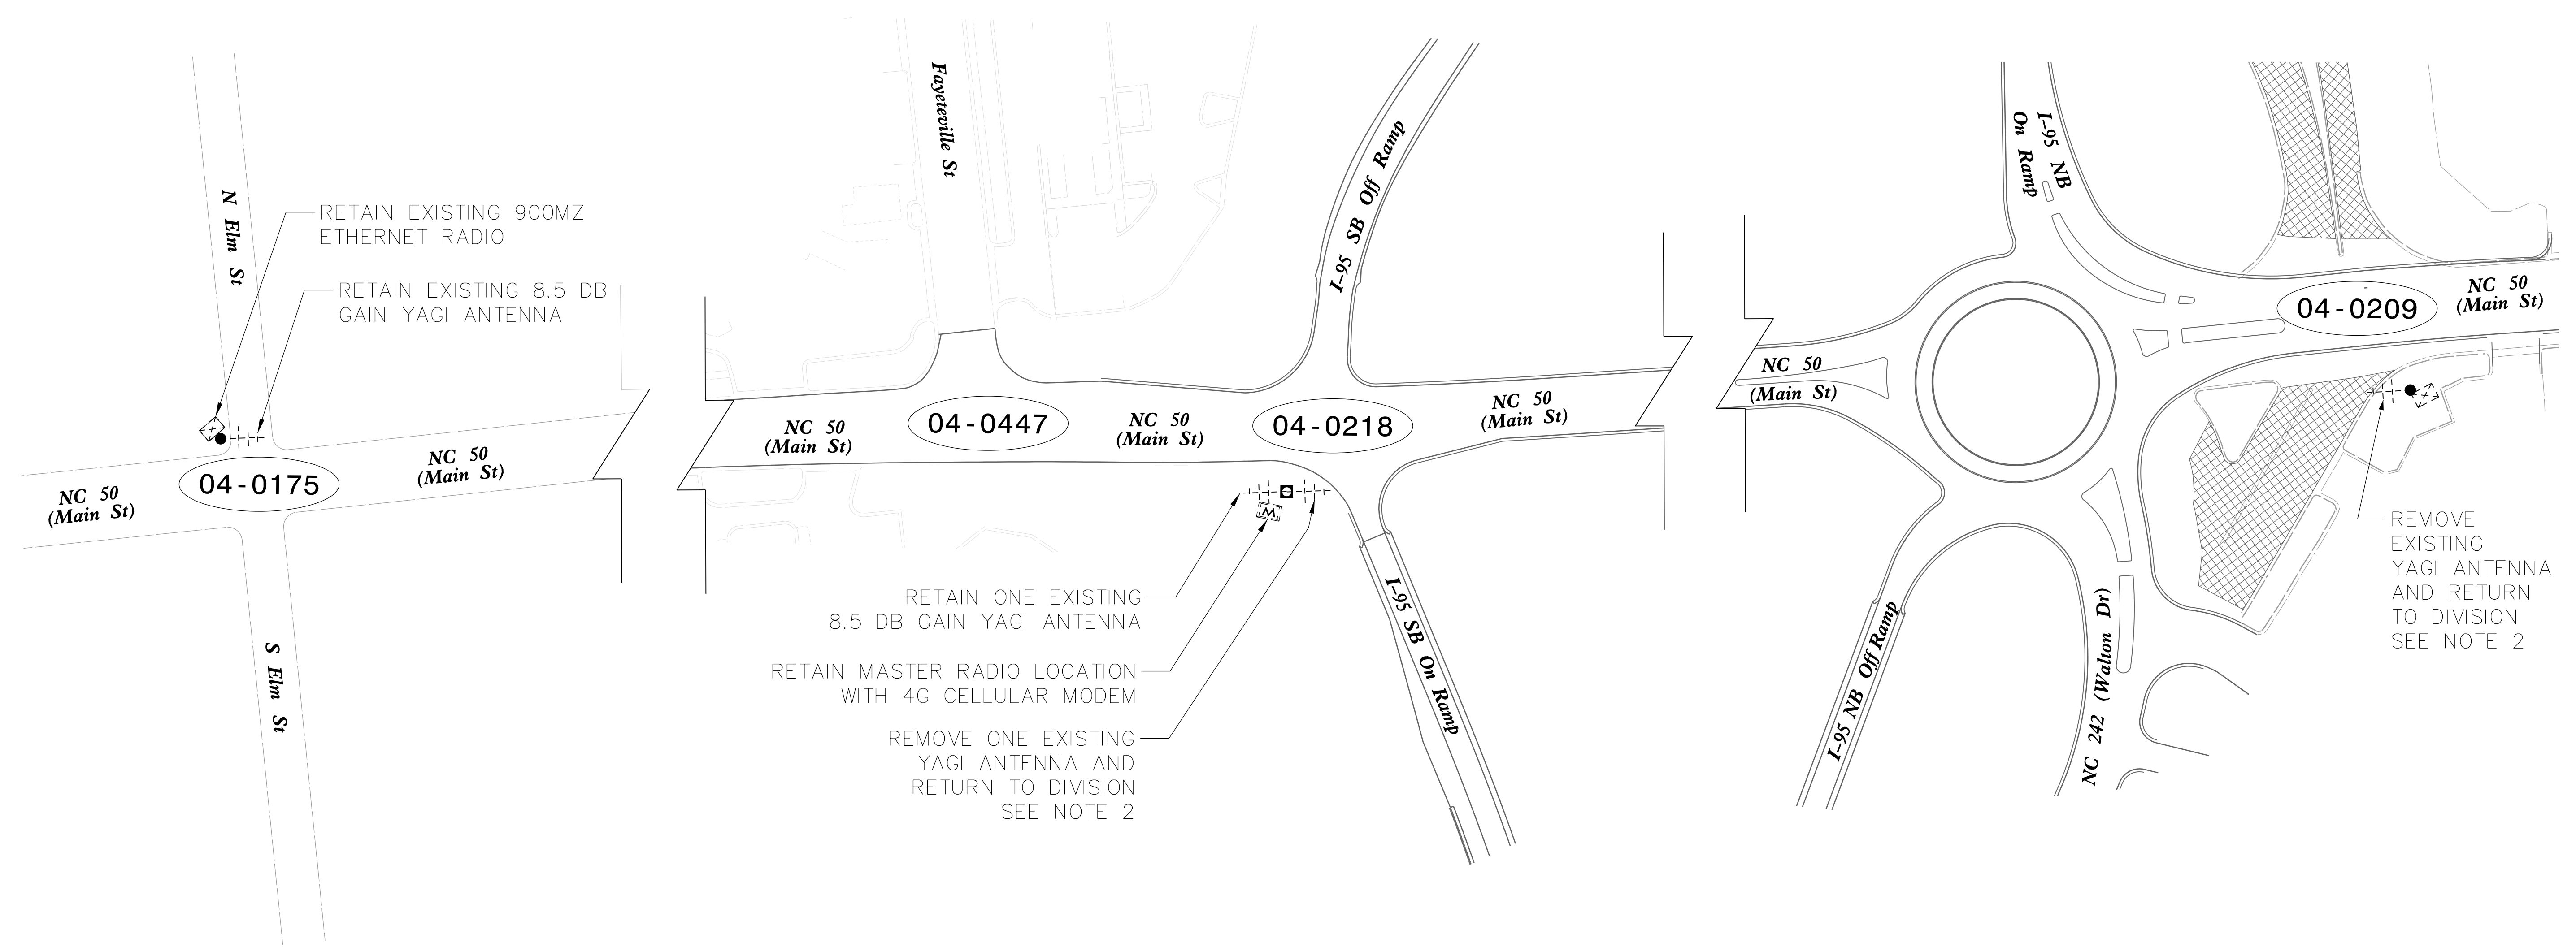 N Elm St
RETAIN EXISTING 900MZ
ETHERNET RADIO
RETAIN EXISTING 8.5 DB
GAIN YAGI ANTENNA
NC 50
(Main St)
04-0175
NC 50
(Main St)
S Elm St
Fayeteville St
I-95 SB Off Ramp
NC 50
(Main St)
04-0447
NC 50
(Main St)
04-0218
NC 50
(Main St)
M
RETAIN ONE EXISTING
8.5 DB GAIN YAGI ANTENNA
RETAIN MASTER RADIO LOCATION
WITH 4G CELLULAR MODEM
REMOVE ONE EXISTING
YAGI ANTENNA AND
RETURN TO DIVISION
SEE NOTE 2
I-95 SB On Ramp
I-95 NB
On Ramp
NC 50
(Main St)
04-0209
NC 50
(Main St)
I-95 NB Off Ramp
NC 242 (Walton Dr)
REMOVE
EXISTING
YAGI ANTENNA
AND RETURN
TO DIVISION
SEE NOTE 2